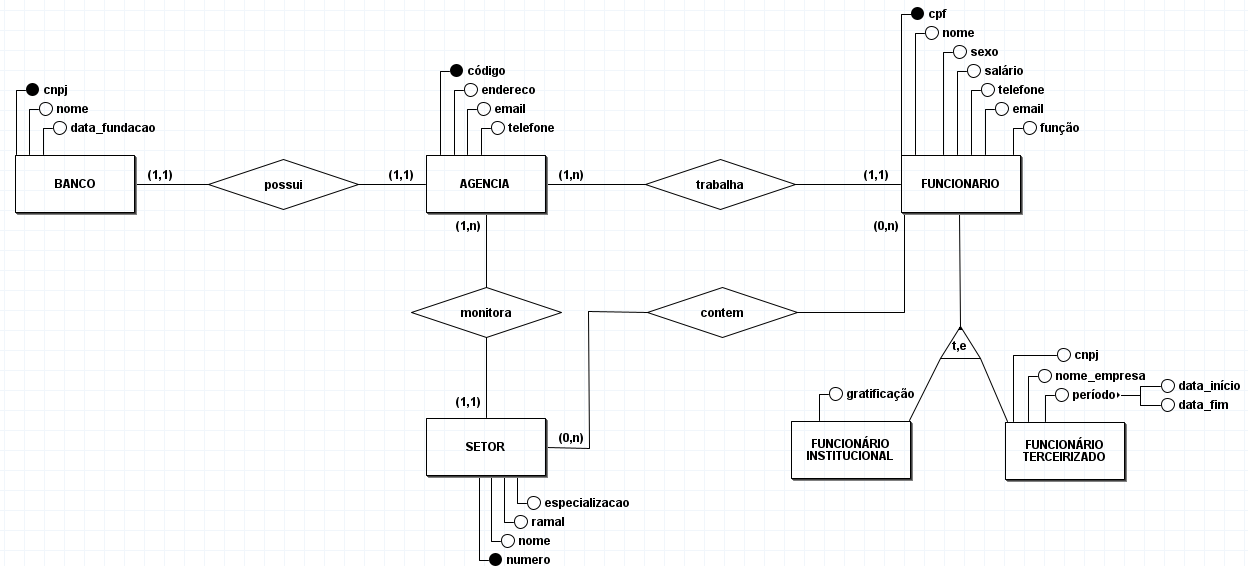 cpf
nome
sexo
salário
telefone
email
função
código
endereco
email
telefone
cnpj
nome
data_fundacao
BANCO
(1,1)
possui
(1,1)
AGENCIA
(1,n)
trabalha
(1,1)
FUNCIONARIO
(1,n)
(0,n)
monitora
contem
t,e
(1,1)
(0,n)
SETOR
cnpj
nome_empresa
período
data_início
data_fim
gratificação
FUNCIONÁRIO
INSTITUCIONAL
FUNCIONÁRIO
TERCEIRIZADO
especializacao
ramal
nome
numero